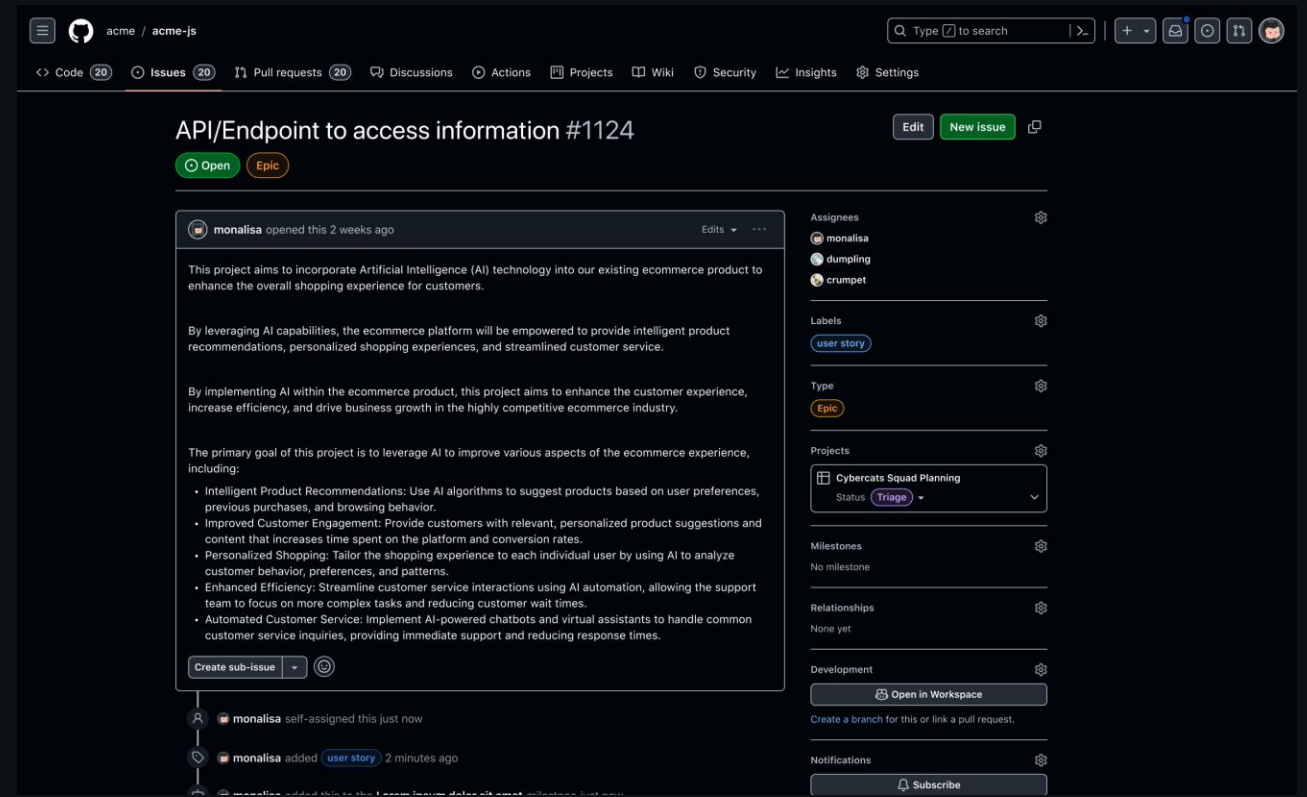 acme / acme-js
Type / to search
Code 20 Issues 20 Pull requests 20 Discussions Actions Projects Wiki Security Insights Settings
API/Endpoint to access information #1124
Edit New issue
Open Epic
monalisa opened this 2 weeks ago
Edits
This project aims to incorporate Artificial Intelligence (AI) technology into our existing ecommerce product to
enhance the overall shopping experience for customers.
By leveraging AI capabilities, the ecommerce platform will be empowered to provide intelligent product
recommendations, personalized shopping experiences, and streamlined customer service.
By implementing AI within the ecommerce product, this project aims to enhance the customer experience,
increase efficiency, and drive business growth in the highly competitive ecommerce industry.
The primary goal of this project is to leverage AI to improve various aspects of the ecommerce experience,
including:
• Intelligent Product Recommendations: Use AI algorithms to suggest products based on user preferences,
previous purchases, and browsing behavior.
• Improved Customer Engagement: Provide customers with relevant, personalized product suggestions and
content that increases time spent on the platform and conversion rates.
• Personalized Shopping: Tailor the shopping experience to each individual user by using AI to analyze
customer behavior, preferences, and patterns.
• Enhanced Efficiency: Streamline customer service interactions using AI automation, allowing the support
team to focus on more complex tasks and reducing customer wait times.
• Automated Customer Service: Implement AI-powered chatbots and virtual assistants to handle common
customer service inquiries, providing immediate support and reducing response times.
Create sub-issue
monalisa self-assigned this just now
monalisa added user story 2 minutes ago
monalisa added this to the Lorem ipsum dolor sit amet milestone just now
Assignees
monalisa
dumpling
crumpet
Labels
user story
Type
Epic
Projects
Cybercats Squad Planning
Status Triage
Milestones
No milestone
Relationships
None yet
Development
Open in Workspace
Create a branch for this or link a pull request.
Notifications
Subscribe